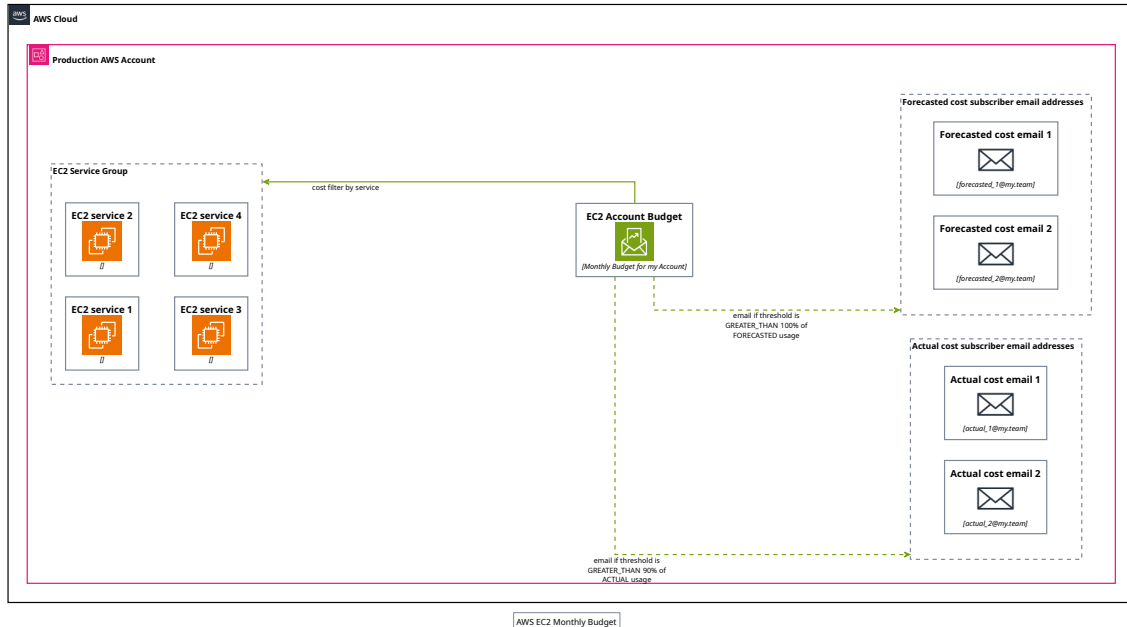 aws
AWS Cloud
Production AWS Account
EC2 Service Group
EC2 service 2
[]
EC2 service 4
[]
EC2 service 1
[]
EC2 service 3
[]
cost filter by service
EC2 Account Budget
[Monthly Budget for my Account]
email if threshold is
GREATER_THAN 100% of
FORECASTED usage
email if threshold is
GREATER_THAN 90% of
ACTUAL usage
Forecasted cost subscriber email addresses
Forecasted cost email 1
[forecasted_1@my.team]
Forecasted cost email 2
[forecasted_2@my.team]
Actual cost subscriber email addresses
Actual cost email 1
[actual_1@my.team]
Actual cost email 2
[actual_2@my.team]
AWS EC2 Monthly Budget